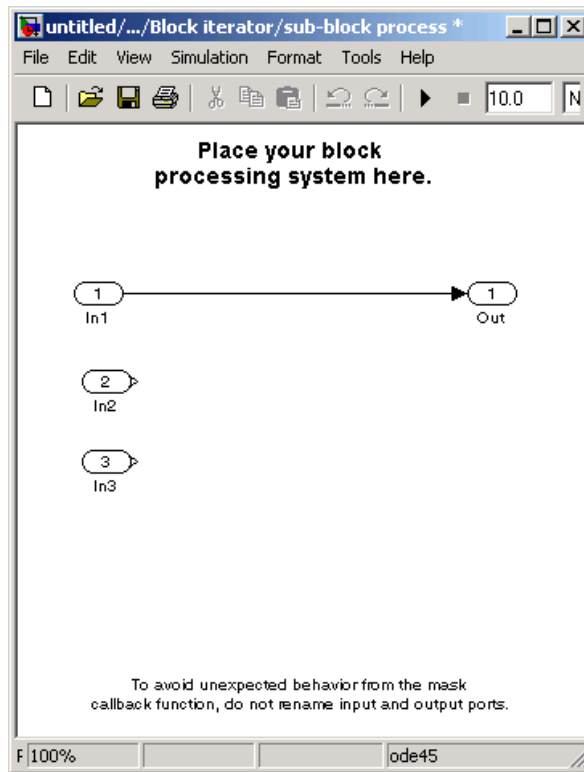 untitled/.../Block iterator/sub-block process *
File Edit View Simulation Format Tools Help
10.0 N
Place your block
processing system here.
1 1
In1 Out
2
In2
3
In3
To avoid unexpected behavior from the mask
callback function, do not rename input and output ports.
F 100% ode45